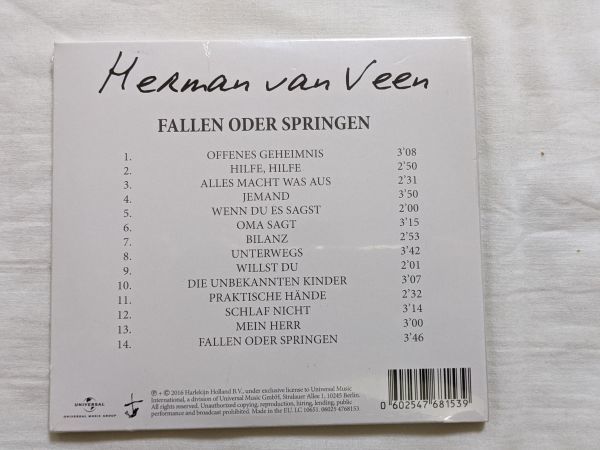 Herman van Veen
FALLEN ODER SPRINGEN
1. OFFENES GEHEIMNIS 3'08
2. HILFE, HILFE 2'50
3. ALLES MACHT WAS AUS 2'31
4. JEMAND 3'50
5. WENN DU ES SAGST 2'00
6. OMA SAGT 3'15
7. BILANZ 2'53
8. UNTERWEGS 3'42
9. WILLST DU 2'01
10. DIE UNBEKANNTEN KINDER 3'07
11. PRAKTISCHE HÄNDE 2'32
12. SCHLAF NICHT 3'14
13. MEIN HERR 3'00
14. FALLEN ODER SPRINGEN 3'46
℗ + © 2016 Harlekijn Holland B.V., under exclusive license to Universal Music
International, a division of Universal Music GmbH, Stralauer Allee 1, 10245 Berlin.
All rights reserved. Unauthorized copying, reproduction, hiring, lending, public
performance and broadcast prohibited. Made in the EU. LC 10651. 06025 4768153
UNIVERSAL
UNIVERSAL MUSIC GROUP
0 602547 681539